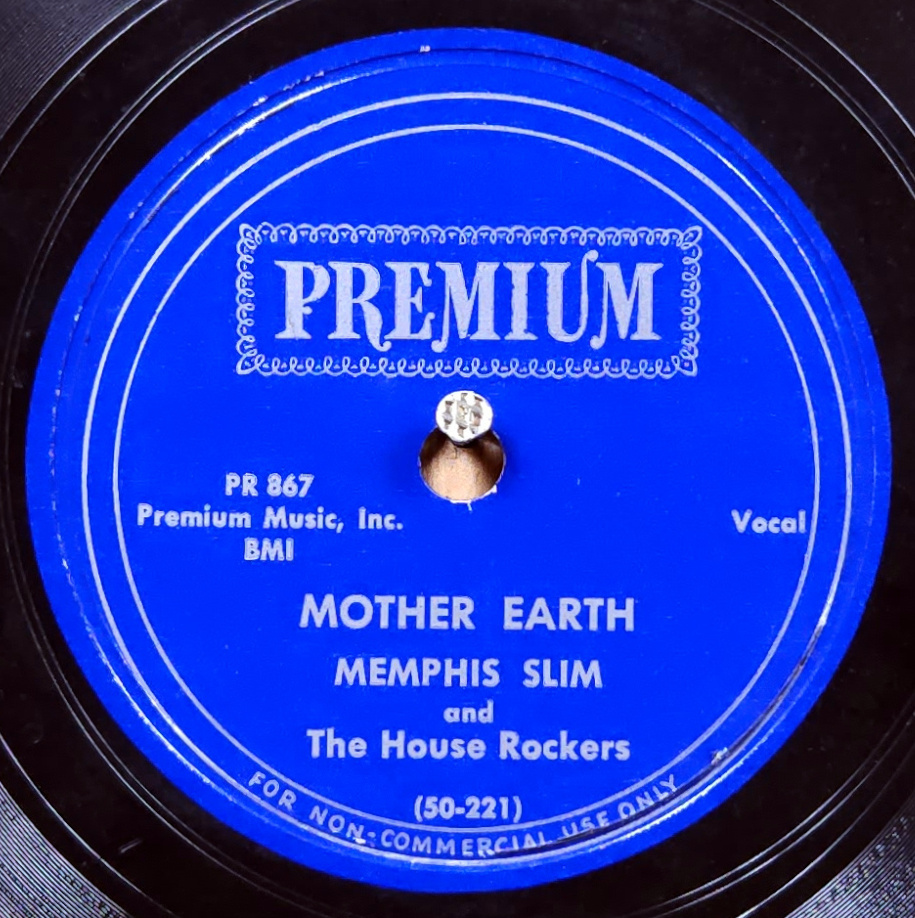 PREMIUM
PR 867
Premium Music, Inc.
BMI
Vocal
MOTHER EARTH
MEMPHIS SLIM
and
The House Rockers
(50-221)
FOR NON-COMMERCIAL USE ONLY